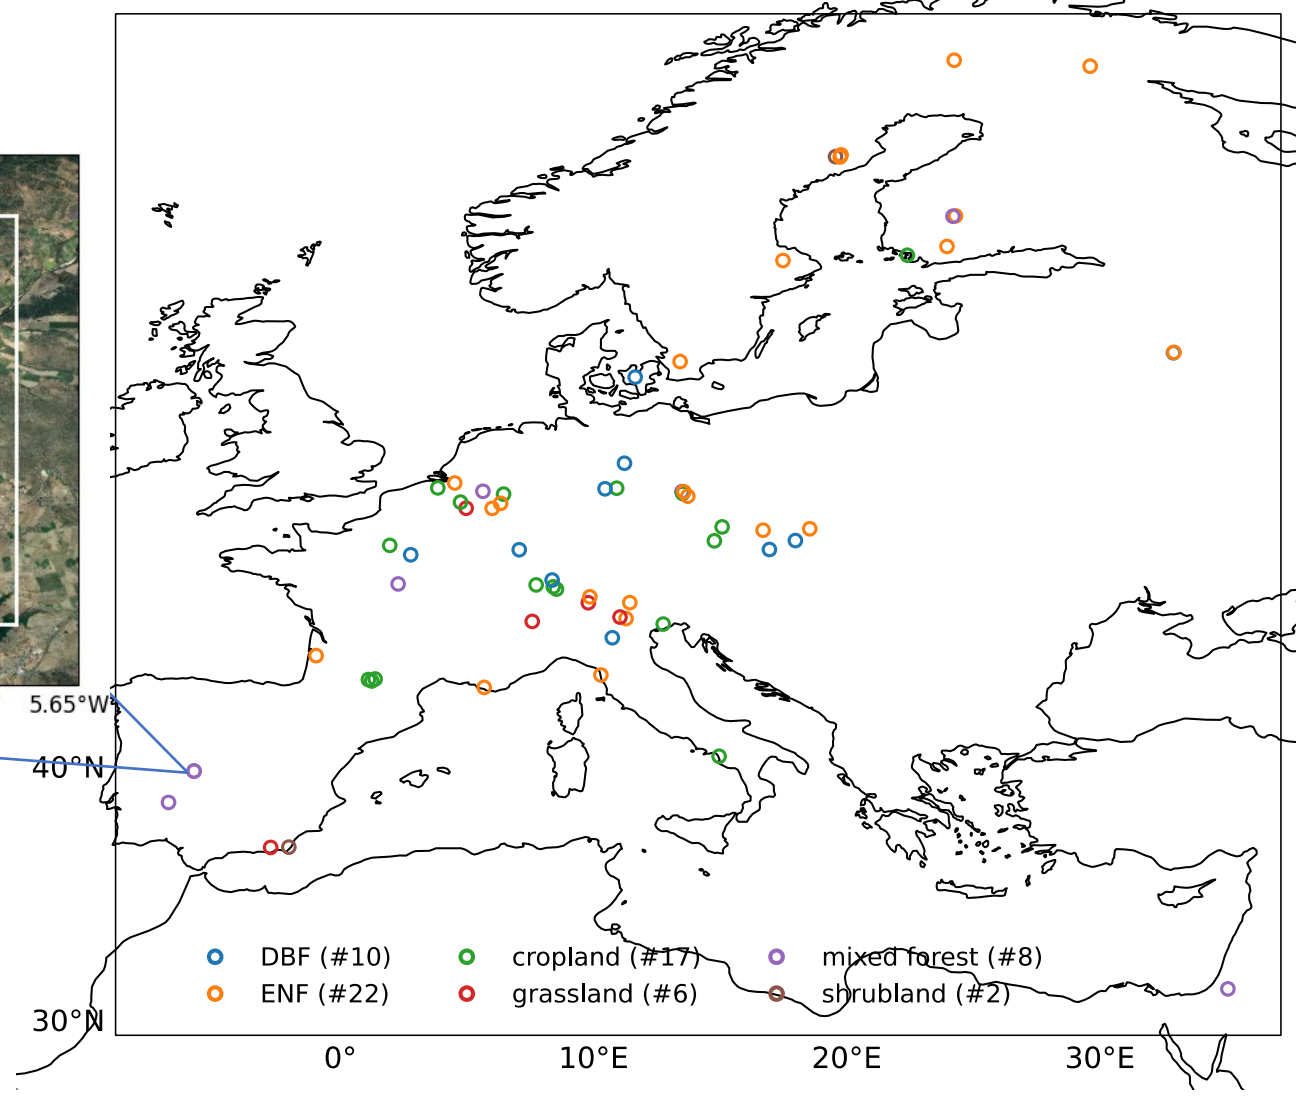 5.65°W
40°N
DBF (#10) cropland (#17) mixed forest (#8)
ENF (#22) grassland (#6) shrubland (#2)
30°N
0° 10°E 20°E 30°E